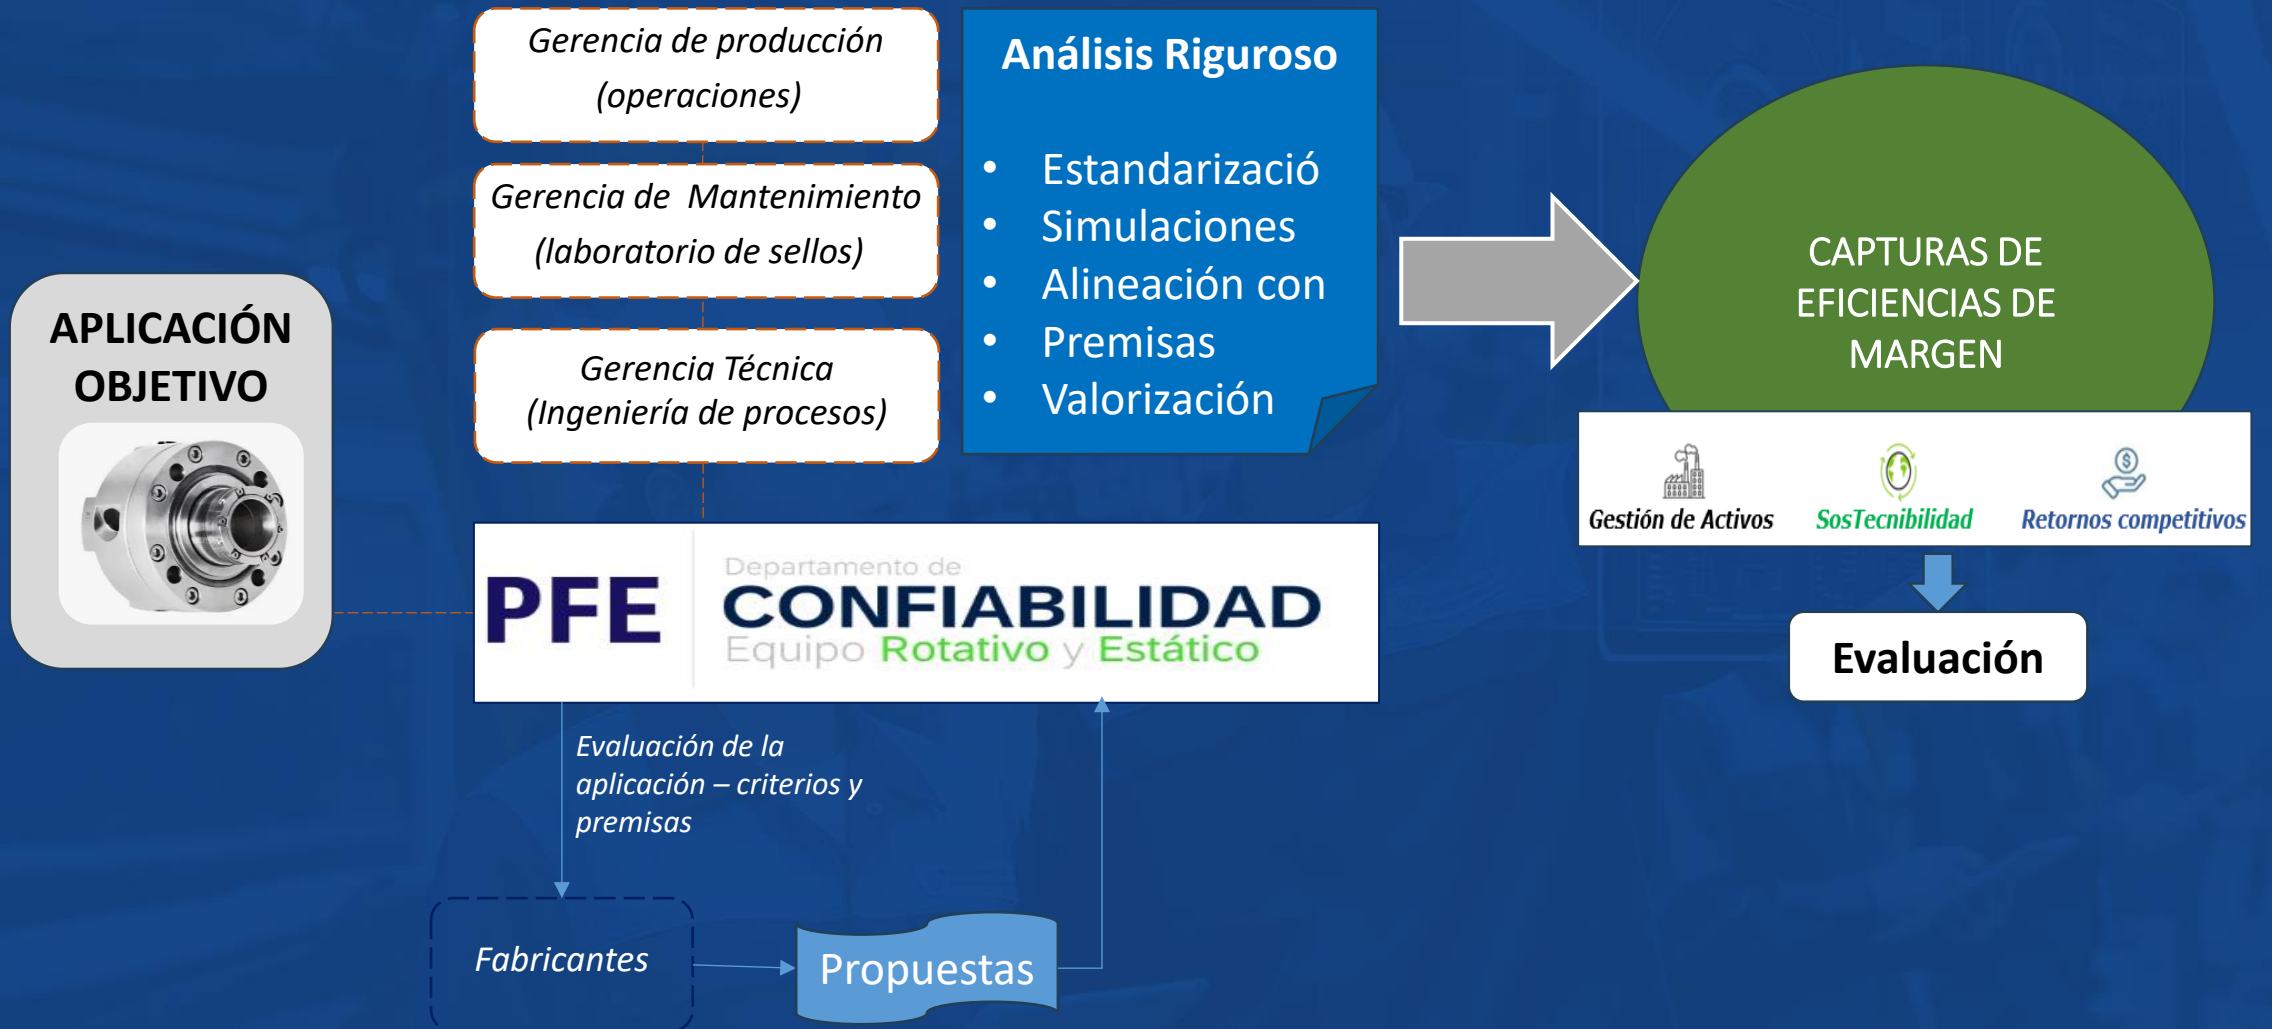 APLICACIÓN
OBJETIVO
Gerencia de producción
(operaciones)
Gerencia de Mantenimiento
(laboratorio de sellos)
Gerencia Técnica
(Ingeniería de procesos)
Análisis Riguroso
• Estandarizació
• Simulaciones
• Alineación con
• Premisas
• Valorización
PFE
Departamento de
CONFIABILIDAD
Equipo Rotativo y Estático
Evaluación de la
aplicación – criterios y
premisas
Fabricantes
Propuestas
CAPTURAS DE
EFICIENCIAS DE
MARGEN
Gestión de Activos
SosTecnibilidad
Retornos competitivos
Evaluación